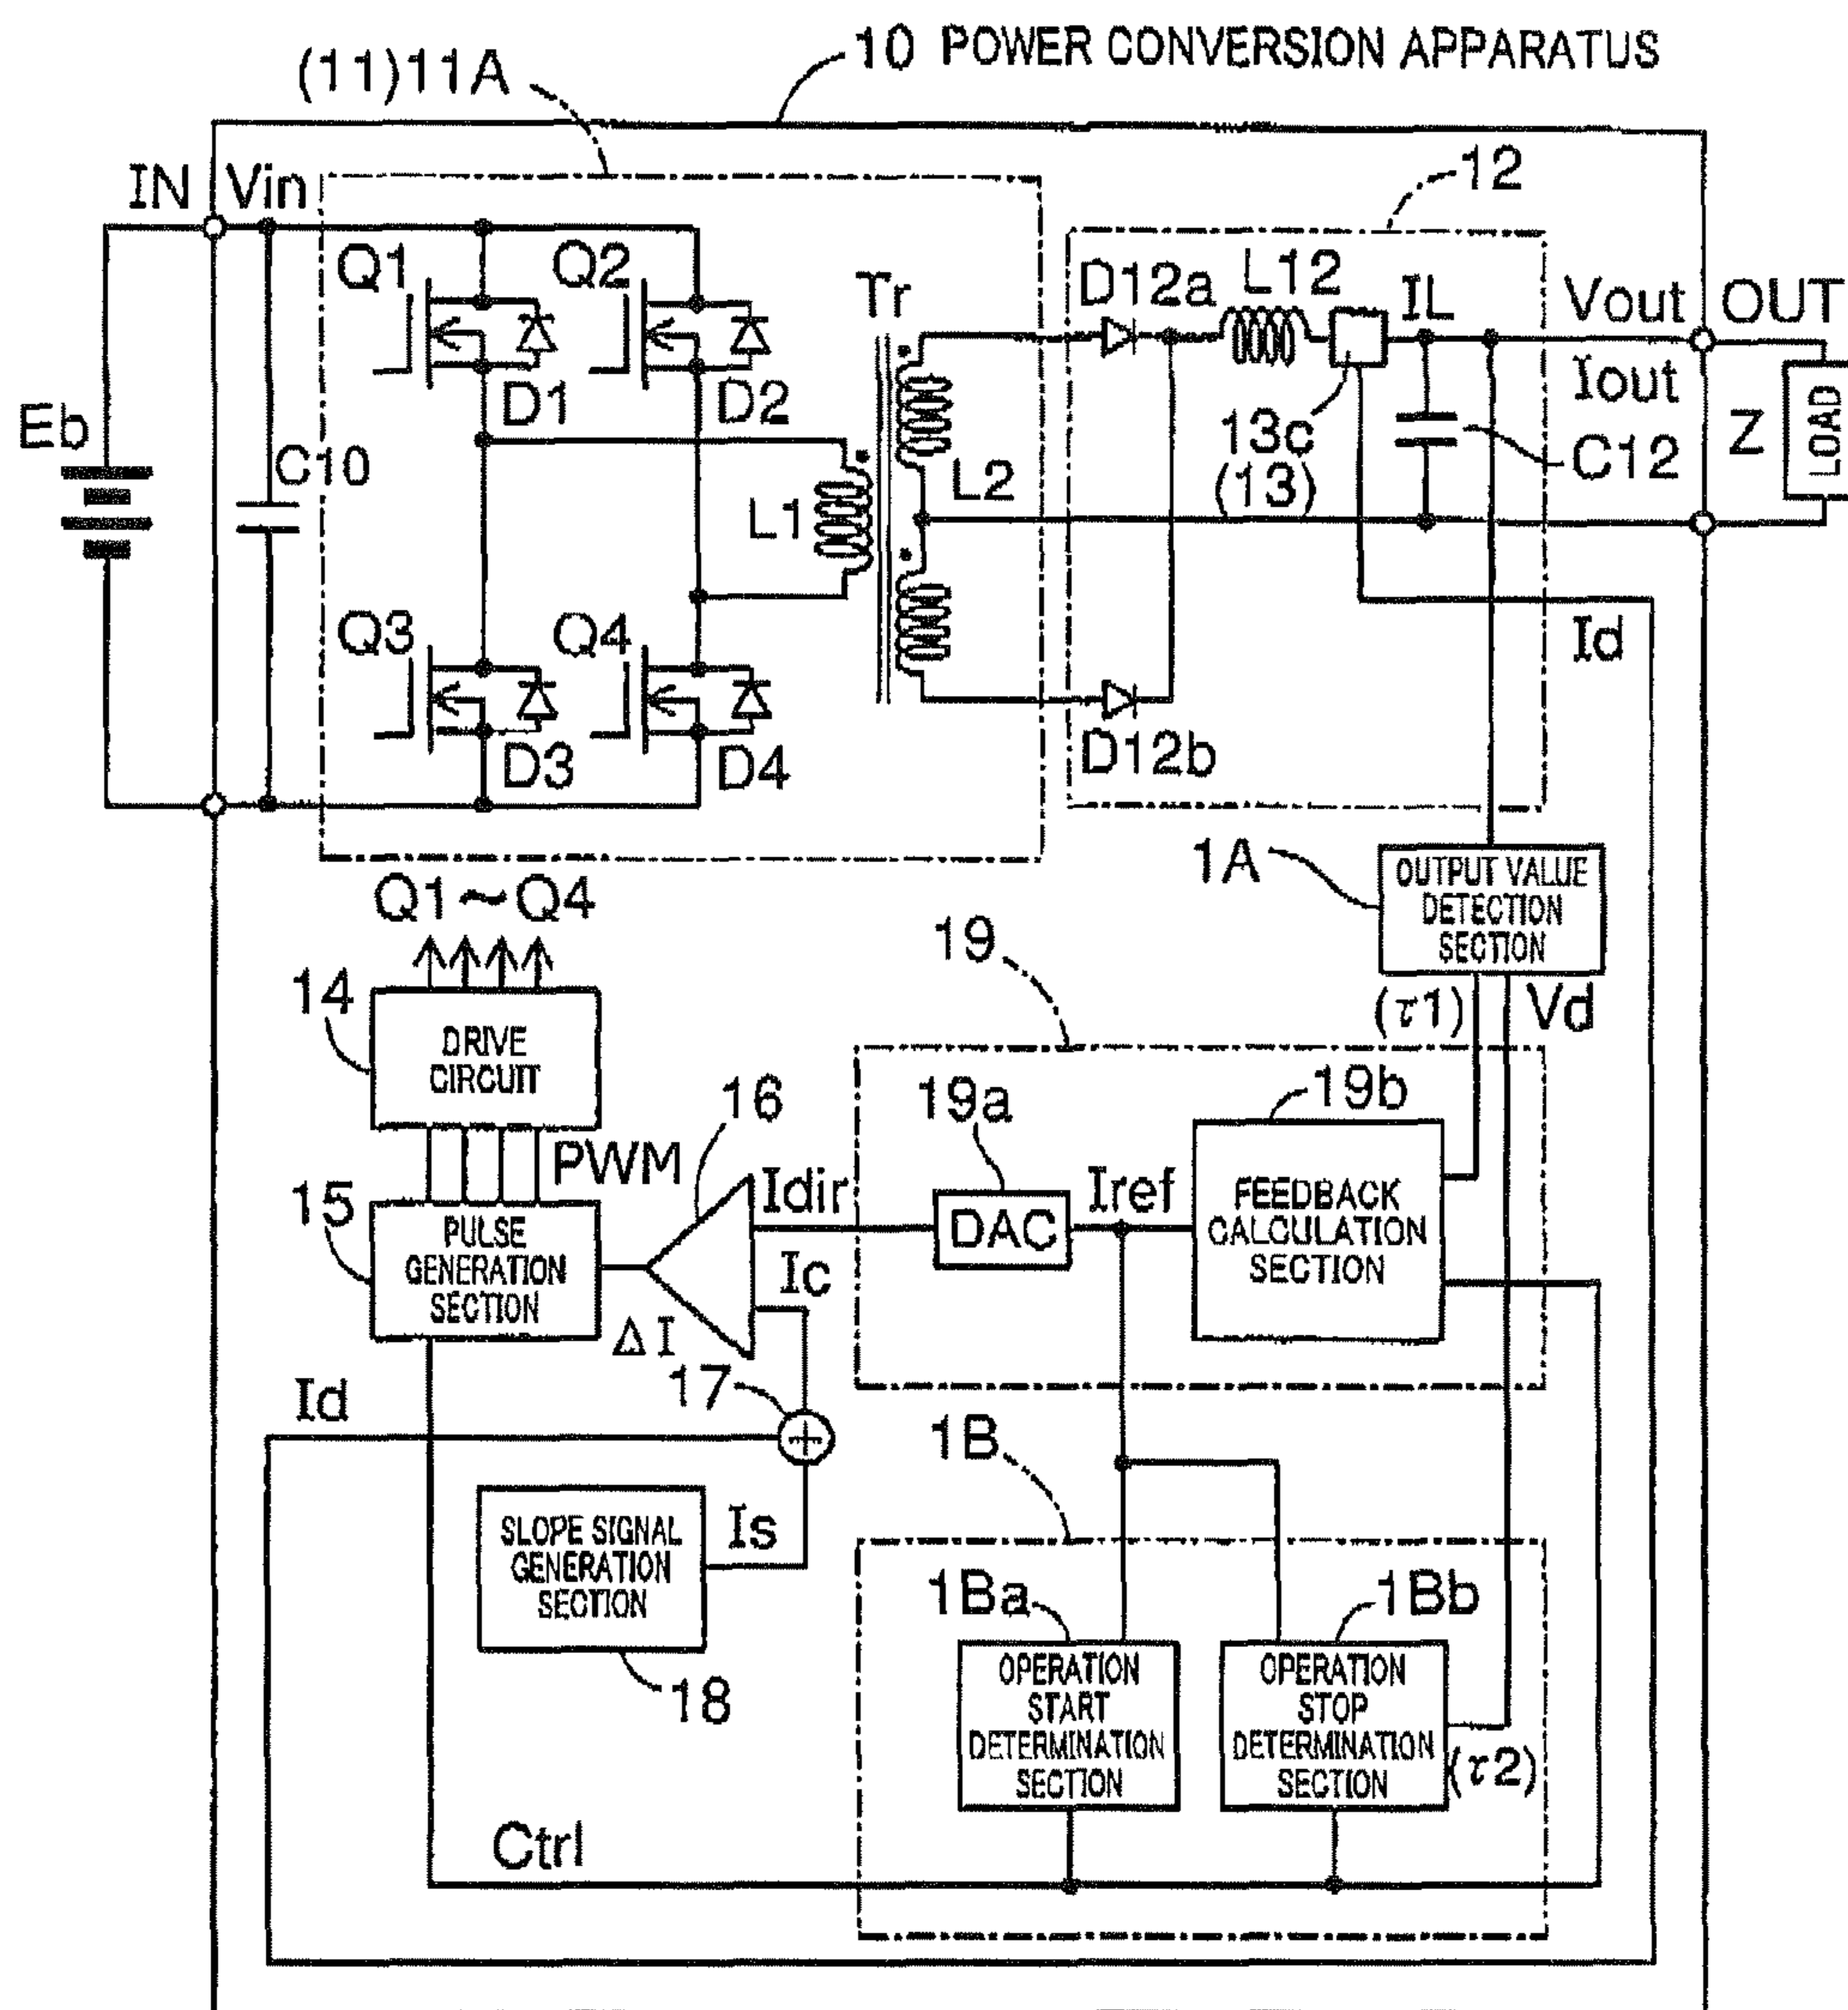 10 POWER CONVERSION APPARATUS
(11)11A
12
IN Vin
Q1
Q2
Tr
D12a
L12
IL
Vout
OUT
D1
D2
Iout
Eb
C10
13c
(13)
C12
Z
LOAD
L1
L2
Id
Q3
Q4
D3
D4
D12b
1A
OUTPUT VALUE
DETECTION
SECTION
Q1~Q4
(τ1)
Vd
14
DRIVE
CIRCUIT
19
16
19a
19b
PWM
Idir
DAC
Iref
FEEDBACK
CALCULATION
SECTION
15
PULSE
GENERATION
SECTION
Ic
ΔI
17
Id
+
1B
SLOPE SIGNAL
GENERATION
SECTION
Is
18
1Ba
1Bb
OPERATION
START
DETERMINATION
SECTION
OPERATION
STOP
DETERMINATION
SECTION
(τ2)
Ctrl